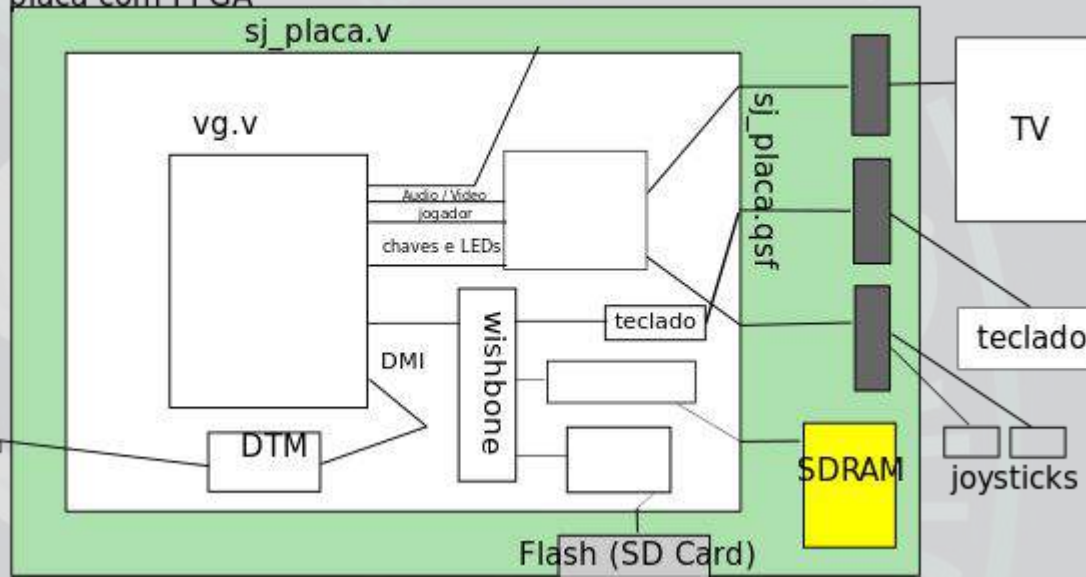 placa com FPGA
sj_placa.v
vg.v
sj_placa.qsf
TV
Audio / Video
jogador
chaves e LEDs
wishbone
teclado
teclado
DMI
DTM
SDRAM
joysticks
Flash (SD Card)